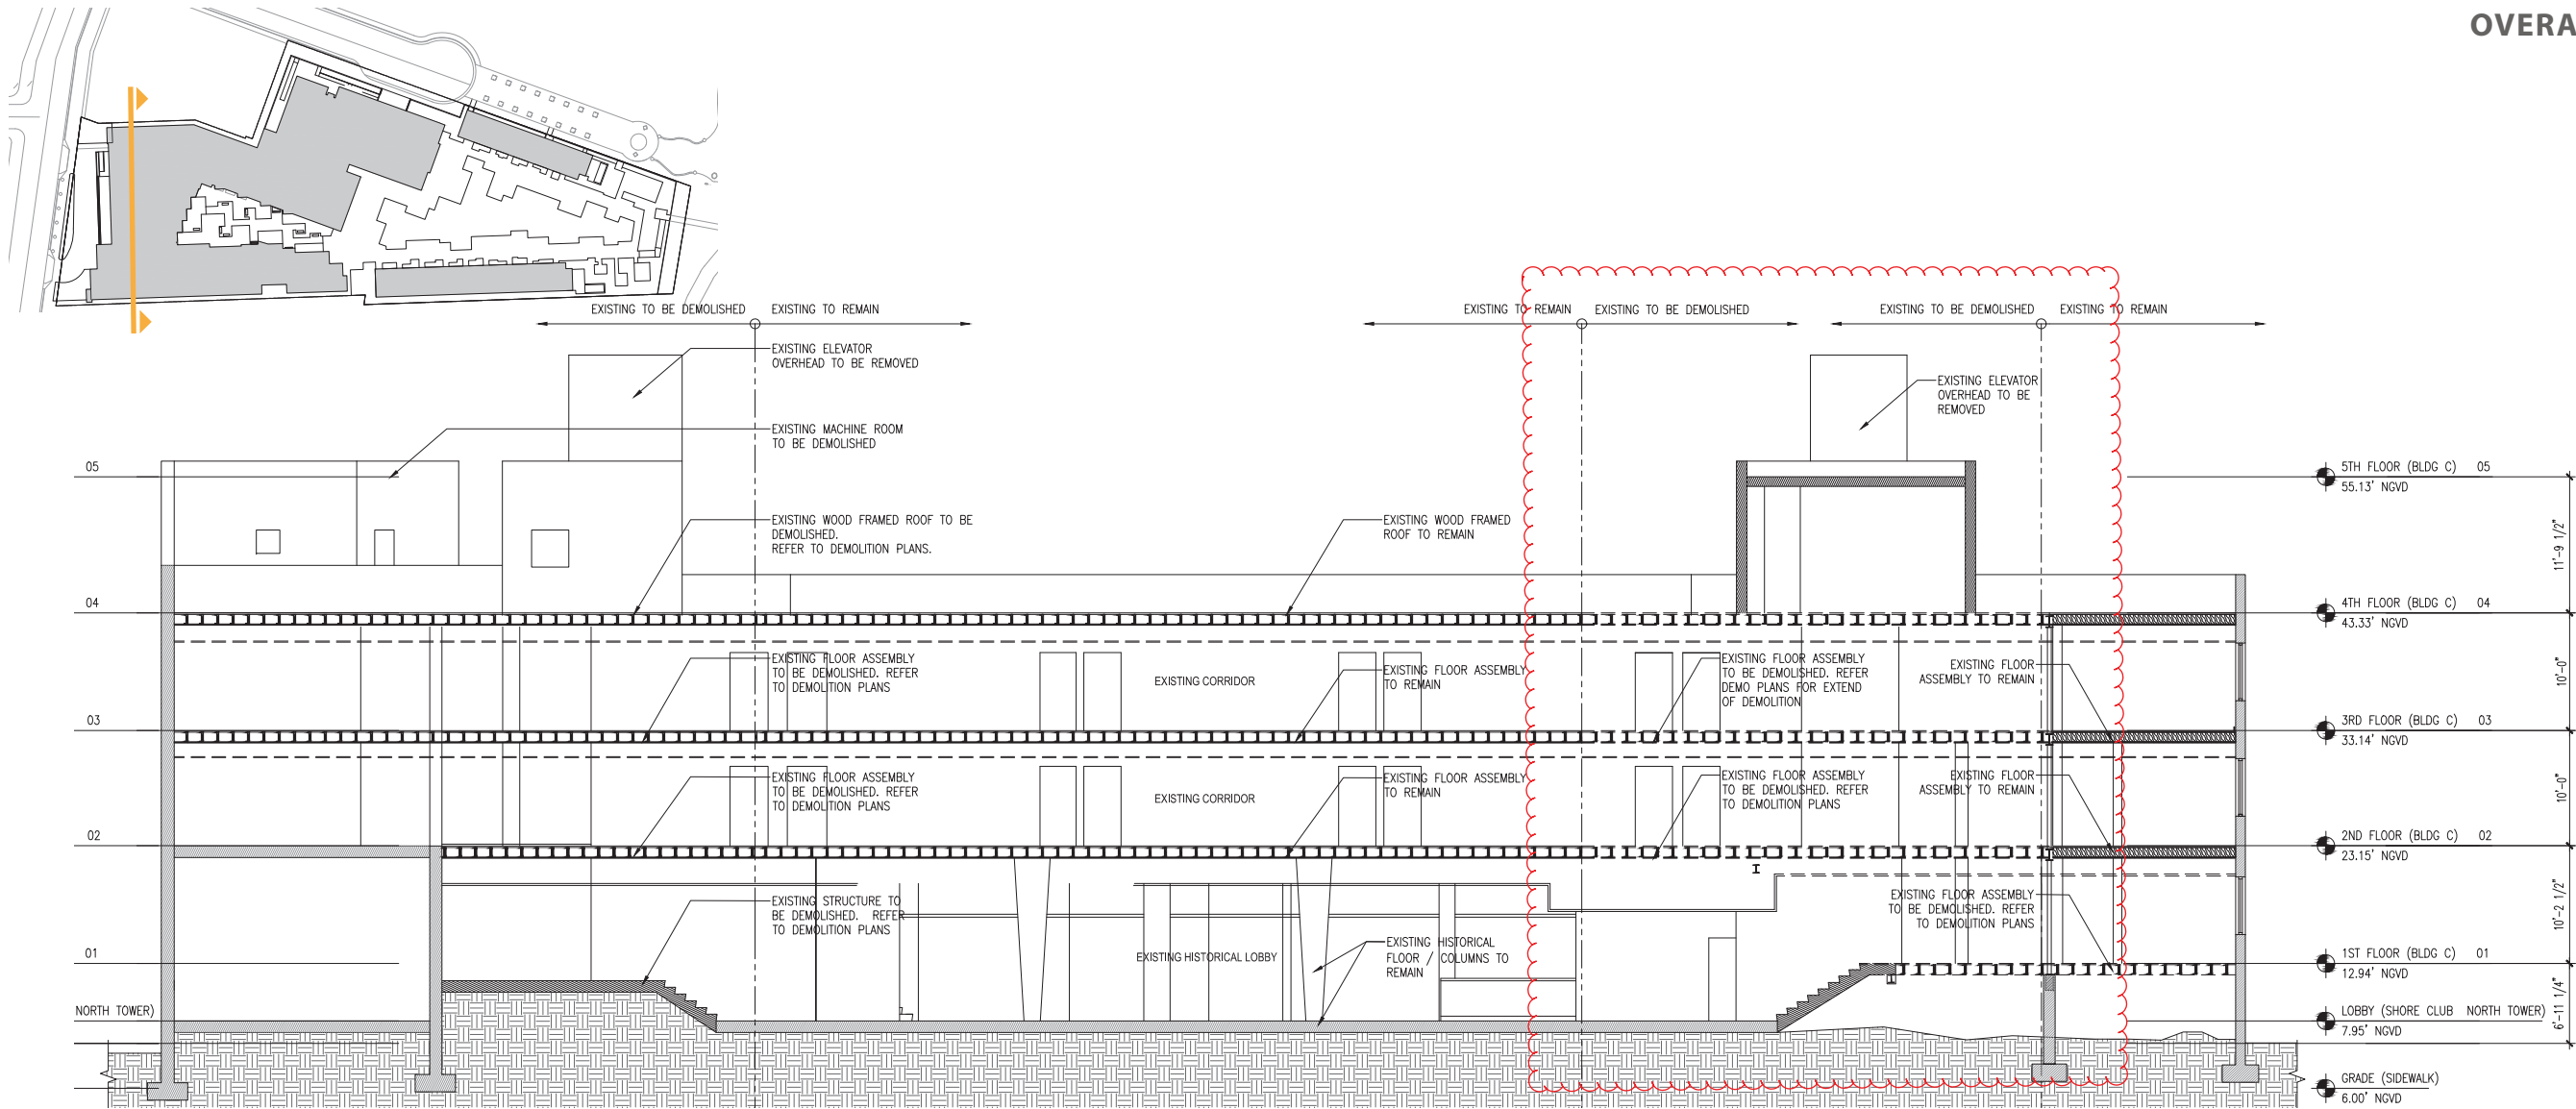 OVERA
EXISTING TO BE DEMOLISHED
EXISTING TO REMAIN
EXISTING TO REMAIN
EXISTING TO BE DEMOLISHED
EXISTING TO BE DEMOLISHED
EXISTING TO REMAIN
EXISTING ELEVATOR
OVERHEAD TO BE REMOVED
EXISTING ELEVATOR
OVERHEAD TO BE
REMOVED
EXISTING MACHINE ROOM
TO BE DEMOLISHED
05
5TH FLOOR (BLDG C) 05
55.13' NGVD
11'-9 1/2"
EXISTING WOOD FRAMED ROOF TO BE
DEMOLISHED.
REFER TO DEMOLITION PLANS.
EXISTING WOOD FRAMED
ROOF TO REMAIN
04
4TH FLOOR (BLDG C) 04
43.33' NGVD
10'-0"
EXISTING FLOOR ASSEMBLY
TO BE DEMOLISHED. REFER
TO DEMOLITION PLANS
EXISTING CORRIDOR
EXISTING FLOOR ASSEMBLY
TO REMAIN
EXISTING FLOOR ASSEMBLY
TO BE DEMOLISHED. REFER
DEMO PLANS FOR EXTEND
OF DEMOLITION
EXISTING FLOOR
ASSEMBLY TO REMAIN
03
3RD FLOOR (BLDG C) 03
33.14' NGVD
10'-0"
EXISTING FLOOR ASSEMBLY
TO BE DEMOLISHED. REFER
TO DEMOLITION PLANS
EXISTING CORRIDOR
EXISTING FLOOR ASSEMBLY
TO REMAIN
EXISTING FLOOR ASSEMBLY
TO BE DEMOLISHED. REFER
TO DEMOLITION PLANS
EXISTING FLOOR
ASSEMBLY TO REMAIN
02
2ND FLOOR (BLDG C) 02
23.15' NGVD
10'-2 1/2"
EXISTING STRUCTURE TO
BE DEMOLISHED. REFER
TO DEMOLITION PLANS
EXISTING HISTORICAL LOBBY
EXISTING HISTORICAL
FLOOR / COLUMNS TO
REMAIN
EXISTING FLOOR ASSEMBLY
TO BE DEMOLISHED. REFER
TO DEMOLITION PLANS
01
1ST FLOOR (BLDG C) 01
12.94' NGVD
6'-11 1/4"
NORTH TOWER)
LOBBY (SHORE CLUB NORTH TOWER)
7.95' NGVD
GRADE (SIDEWALK)
6.00' NGVD